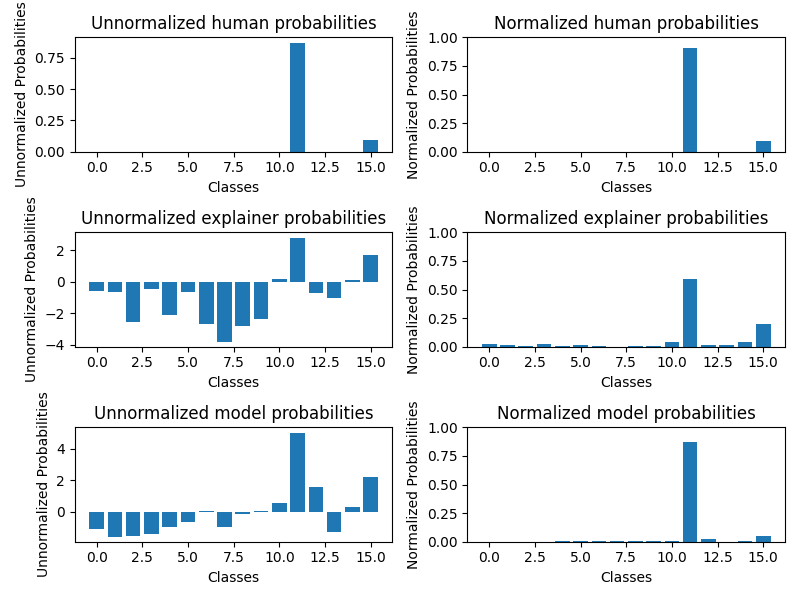 Unnormalized human probabilities
Unnormalized Probabilities
0.75
0.50
0.25
0.00
0.0 2.5 5.0 7.5 10.0 12.5 15.0
Classes
Normalized human probabilities
Normalized Probabilities
1.00
0.75
0.50
0.25
0.00
0.0 2.5 5.0 7.5 10.0 12.5 15.0
Classes
Unnormalized explainer probabilities
Unnormalized Probabilities
2
0
−2
−4
0.0 2.5 5.0 7.5 10.0 12.5 15.0
Classes
Normalized explainer probabilities
Normalized Probabilities
1.00
0.75
0.50
0.25
0.00
0.0 2.5 5.0 7.5 10.0 12.5 15.0
Classes
Unnormalized model probabilities
Unnormalized Probabilities
4
2
0
0.0 2.5 5.0 7.5 10.0 12.5 15.0
Classes
Normalized model probabilities
Normalized Probabilities
1.00
0.75
0.50
0.25
0.00
0.0 2.5 5.0 7.5 10.0 12.5 15.0
Classes